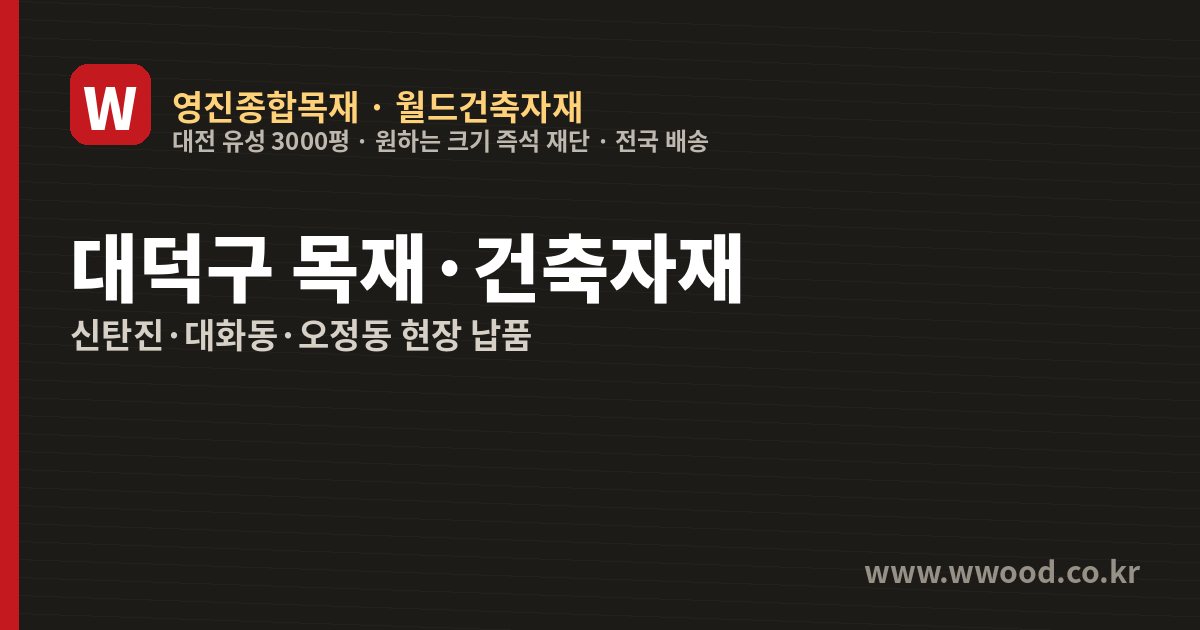 W
영진종합목재 · 월드건축자재
대전 유성 3000평 · 원하는 크기 즉석 재단 · 전국 배송
대덕구 목재·건축자재
신탄진·대화동·오정동 현장 납품
www.wwood.co.kr